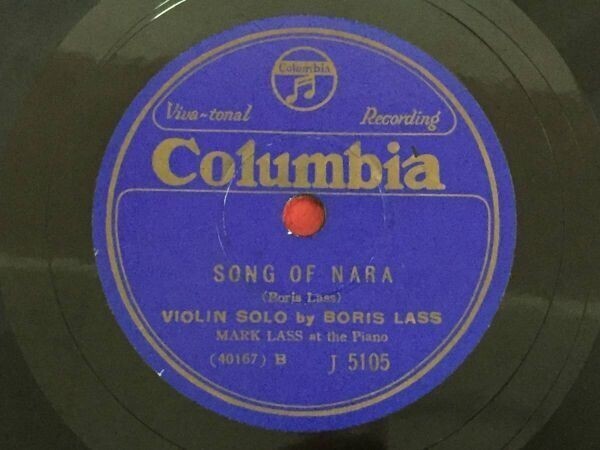 Columbia
Viva-tonal Recording
Columbia
SONG OF NARA
(Boris Lass)
VIOLIN SOLO by BORIS LASS
MARK LASS at the Piano
(40167) B J 5105